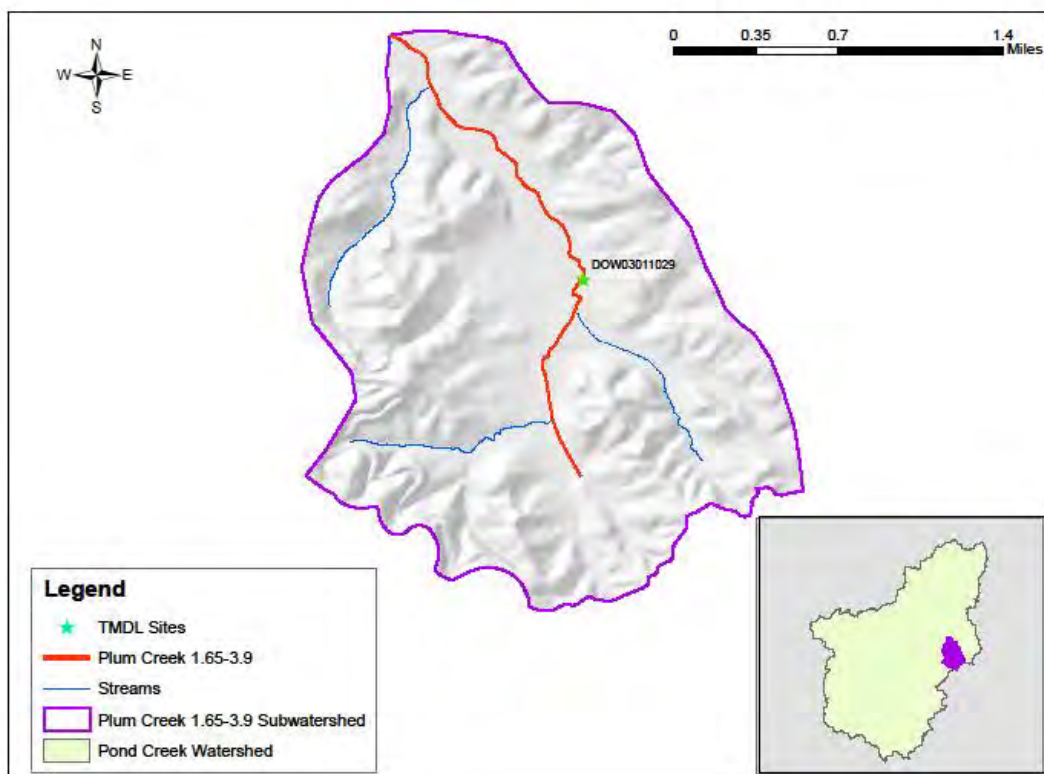 N
W E
S
0 0.35 0.7 1.4
Miles
DOW03011029
Legend
TMDL Sites
Plum Creek 1.65-3.9
Streams
Plum Creek 1.65-3.9 Subwatershed
Pond Creek Watershed